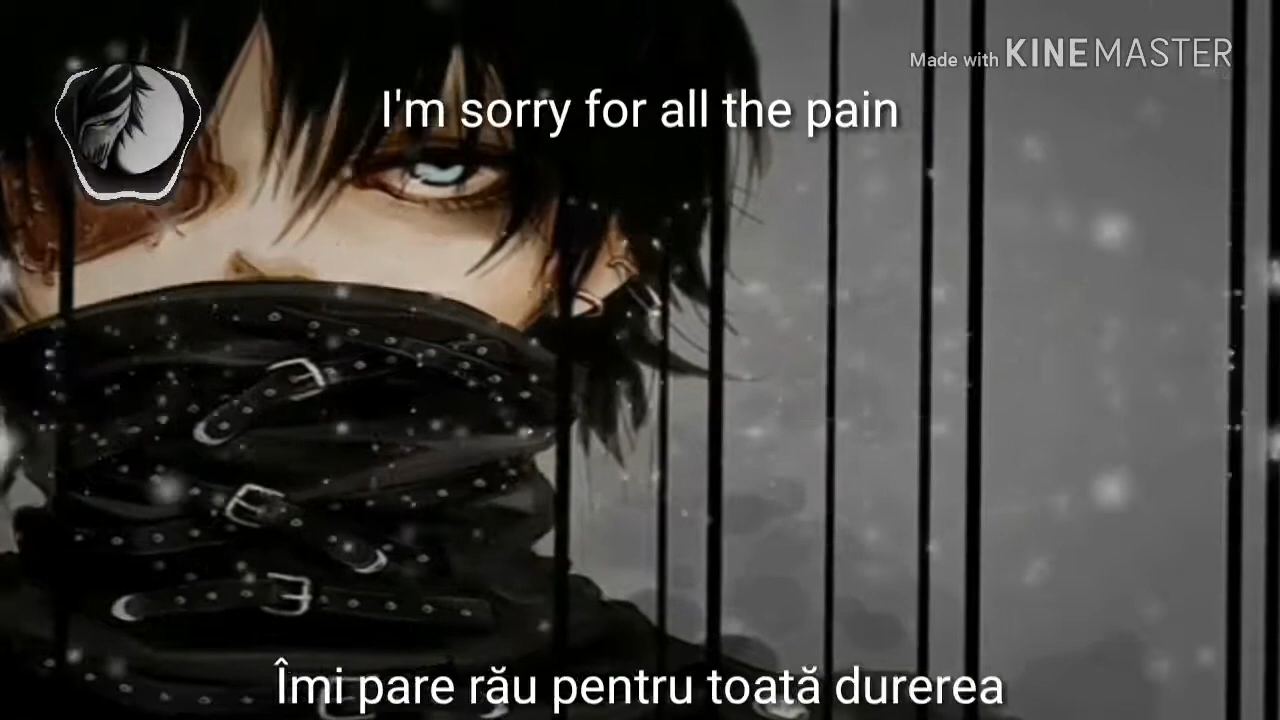 Made with KINEMASTER
I'm sorry for all the pain
Îmi pare rău pentru toată durerea